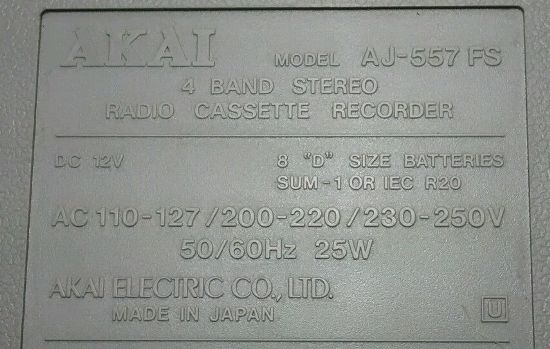 AKAI MODEL AJ-557 FS
4 BAND STEREO
RADIO CASSETTE RECORDER
DC 12V 8 "D" SIZE BATTERIES
SUM-1 OR IEC R20
AC 110-127/200-220/230-250V
50/60Hz 25W
AKAI ELECTRIC CO., LTD.
MADE IN JAPAN U